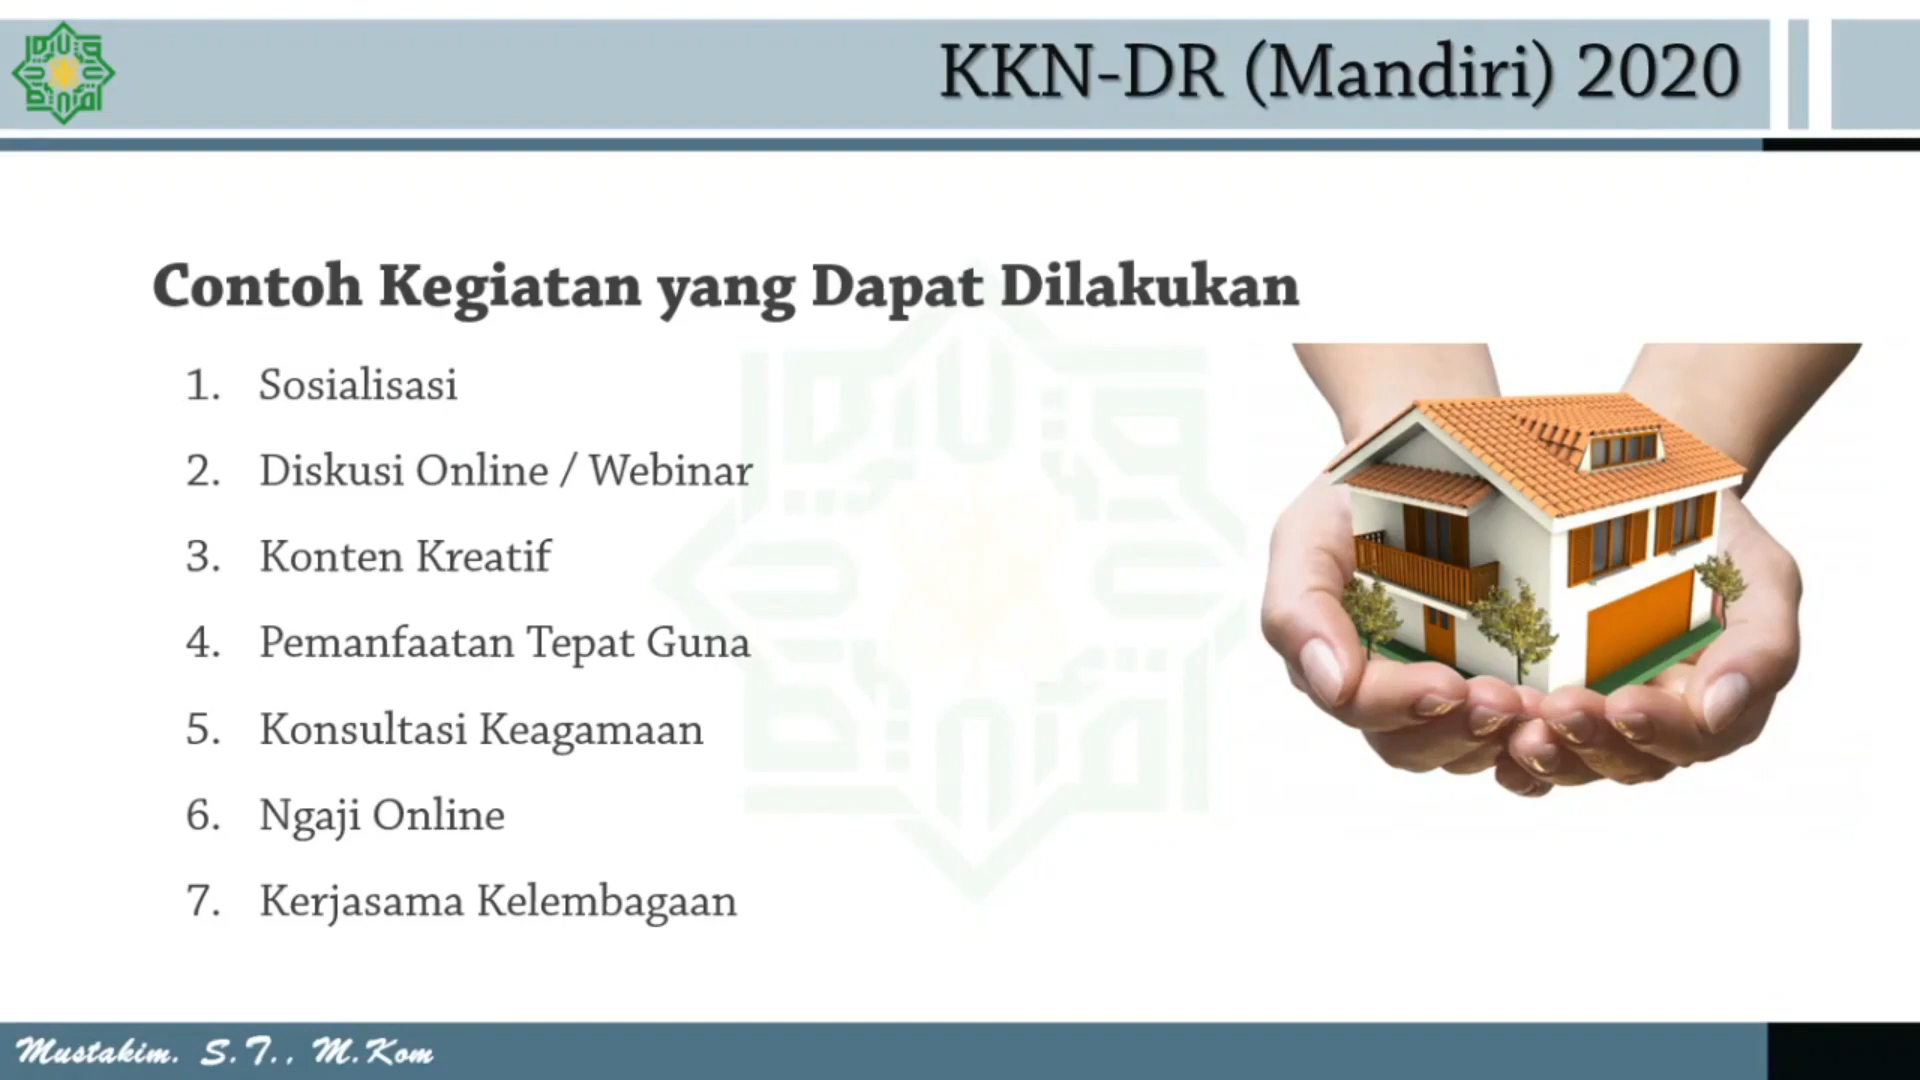 KKN-DR (Mandiri) 2020
Contoh Kegiatan yang Dapat Dilakukan
1. Sosialisasi
2. Diskusi Online / Webinar
3. Konten Kreatif
4. Pemanfaatan Tepat Guna
5. Konsultasi Keagamaan
6. Ngaji Online
7. Kerjasama Kelembagaan
Mustakim. S.T., M.Kom